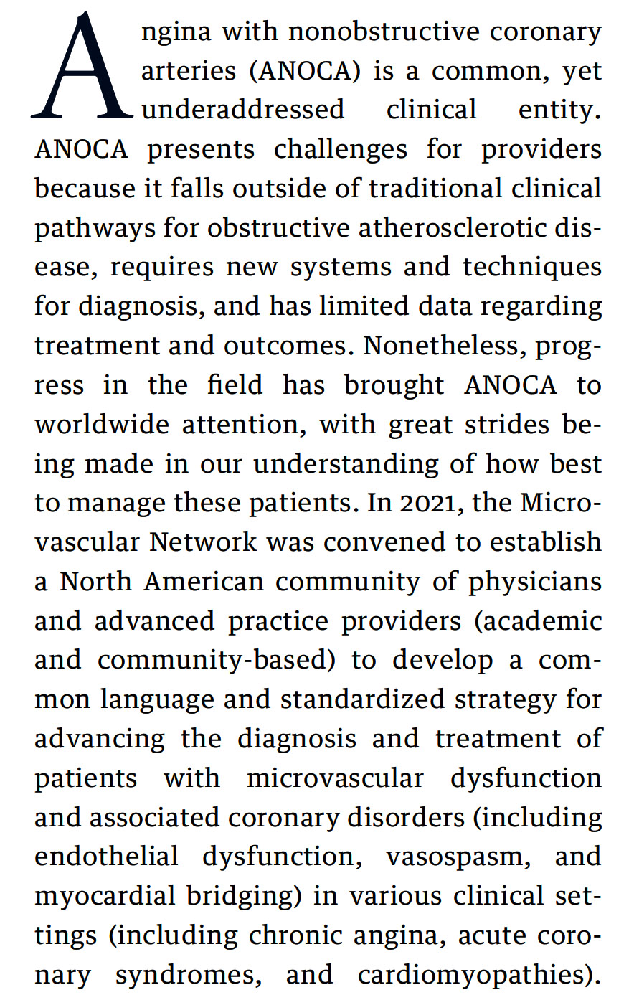 Angina with nonobstructive coronary
arteries (ANOCA) is a common, yet
underaddressed clinical entity.
ANOCA presents challenges for providers
because it falls outside of traditional clinical
pathways for obstructive atherosclerotic dis-
ease, requires new systems and techniques
for diagnosis, and has limited data regarding
treatment and outcomes. Nonetheless, prog-
ress in the field has brought ANOCA to
worldwide attention, with great strides be-
ing made in our understanding of how best
to manage these patients. In 2021, the Micro-
vascular Network was convened to establish
a North American community of physicians
and advanced practice providers (academic
and community-based) to develop a com-
mon language and standardized strategy for
advancing the diagnosis and treatment of
patients with microvascular dysfunction
and associated coronary disorders (including
endothelial dysfunction, vasospasm, and
myocardial bridging) in various clinical set-
tings (including chronic angina, acute coro-
nary syndromes, and cardiomyopathies).